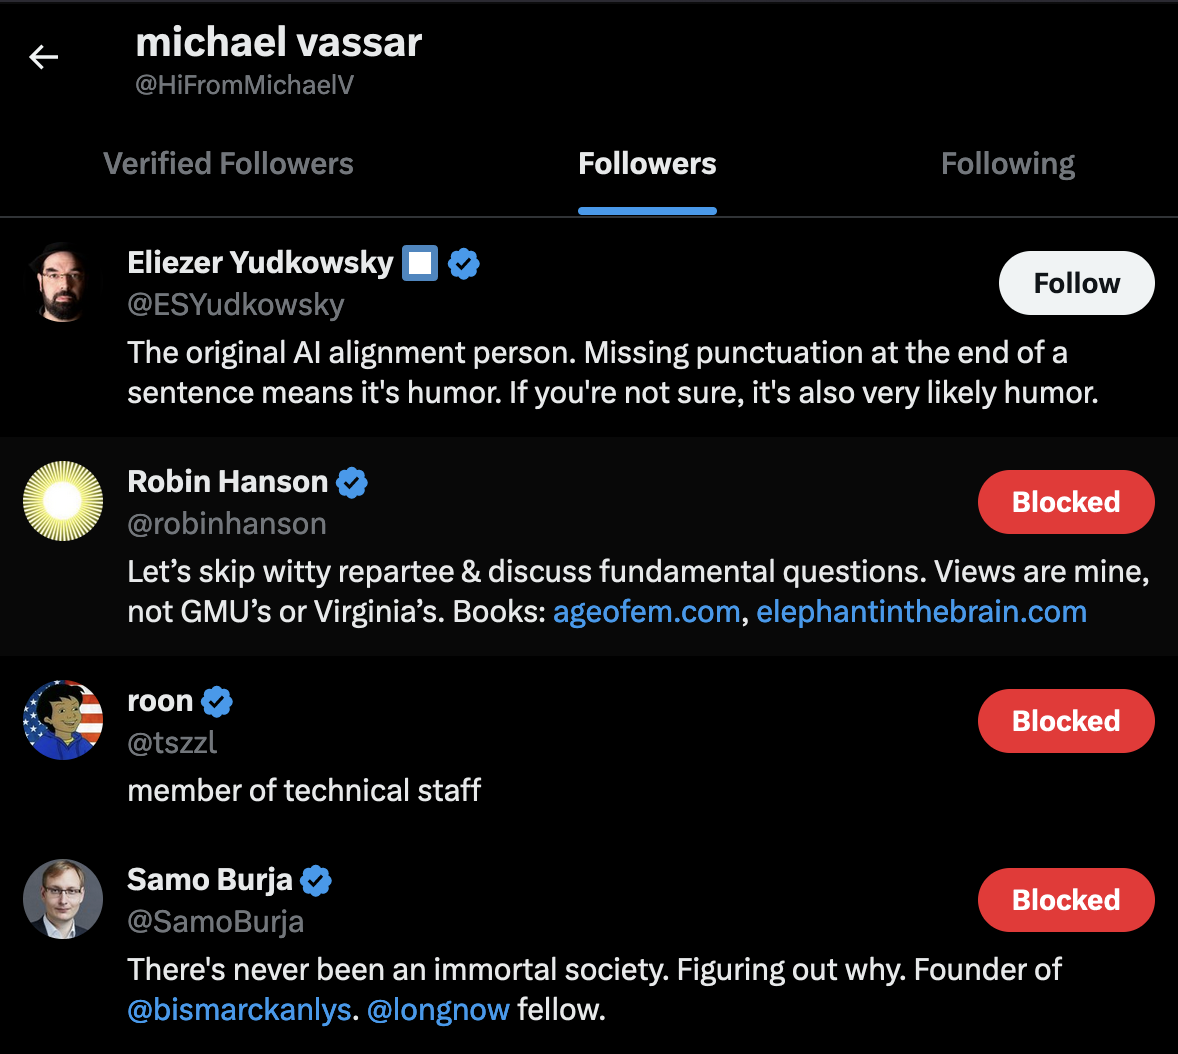 michael vassar
@HiFromMichaelV
Verified Followers
Followers
Following
Eliezer Yudkowsky
@ESYudkowsky
Follow
The original AI alignment person. Missing punctuation at the end of a
sentence means it's humor. If you're not sure, it's also very likely humor.
Robin Hanson
@robinhanson
Blocked
Let’s skip witty repartee & discuss fundamental questions. Views are mine,
not GMU’s or Virginia’s. Books: ageofem.com, elephantinthebrain.com
roon
@tszzl
Blocked
member of technical staff
Samo Burja
@SamoBurja
Blocked
There's never been an immortal society. Figuring out why. Founder of
@bismarckanlys. @longnow fellow.